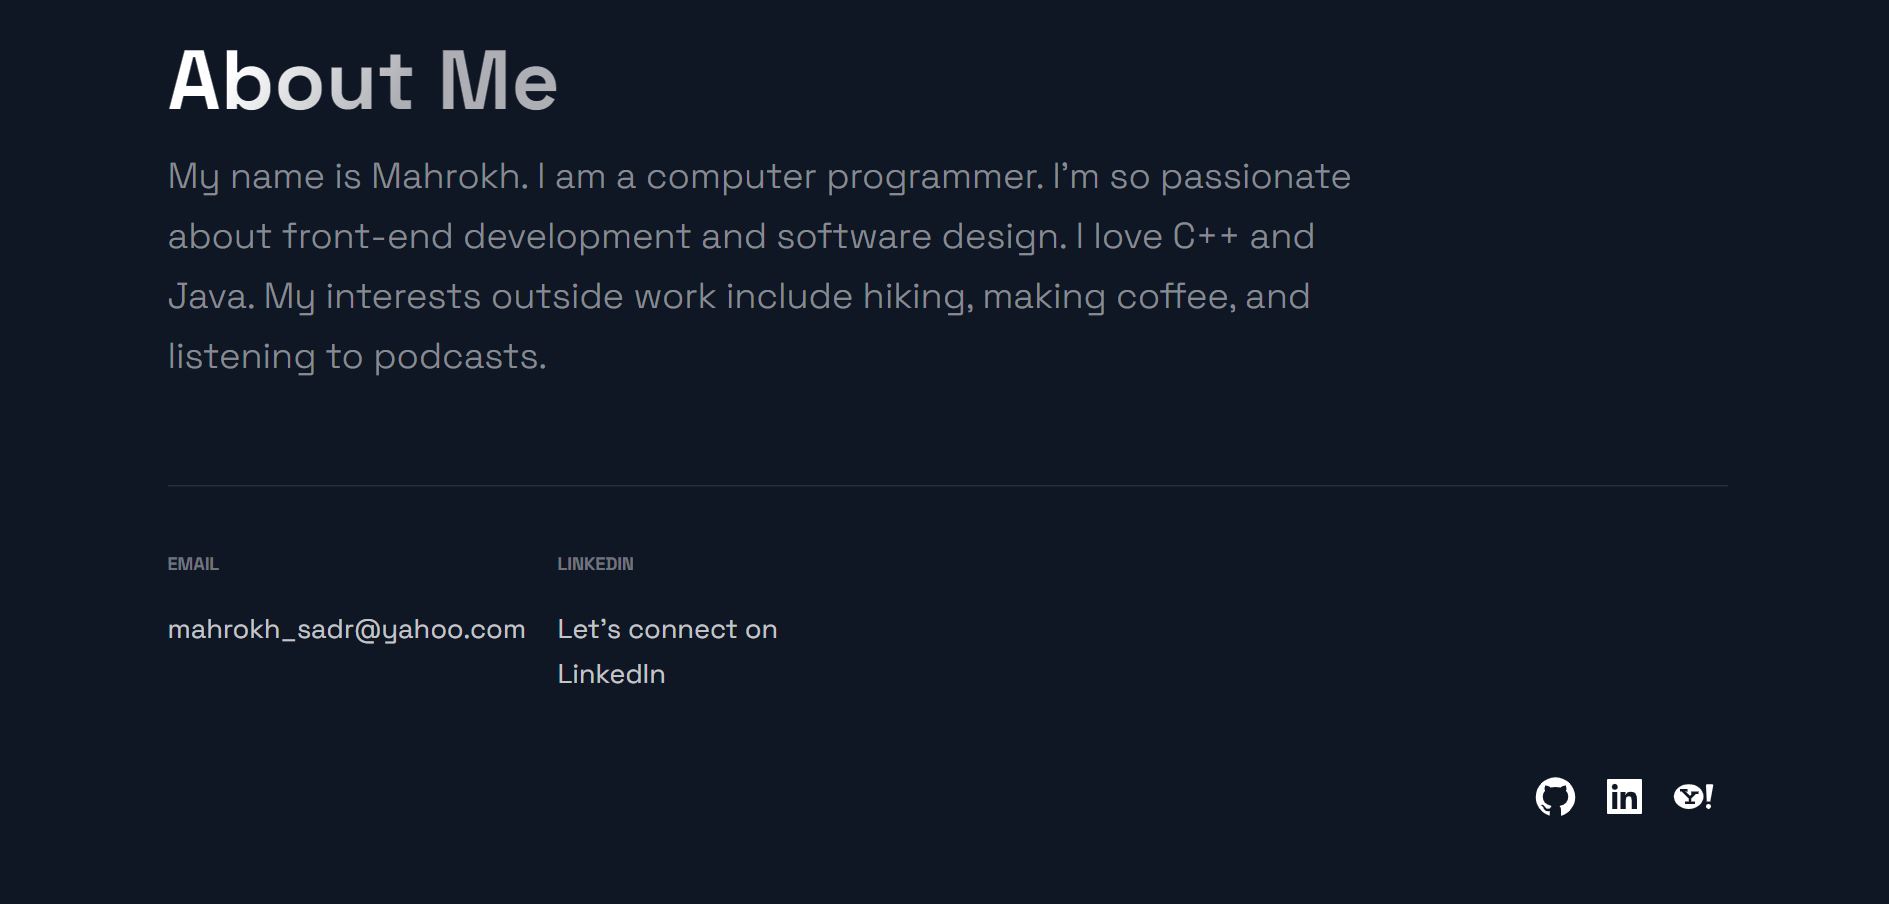 About Me
My name is Mahrokh. I am a computer programmer. I'm so passionate
about front-end development and software design. I love C++ and
Java. My interests outside work include hiking, making coffee, and
listening to podcasts.
EMAIL
LINKEDIN
mahrokh_sadr@yahoo.com
Let's connect on
LinkedIn
in
Y!